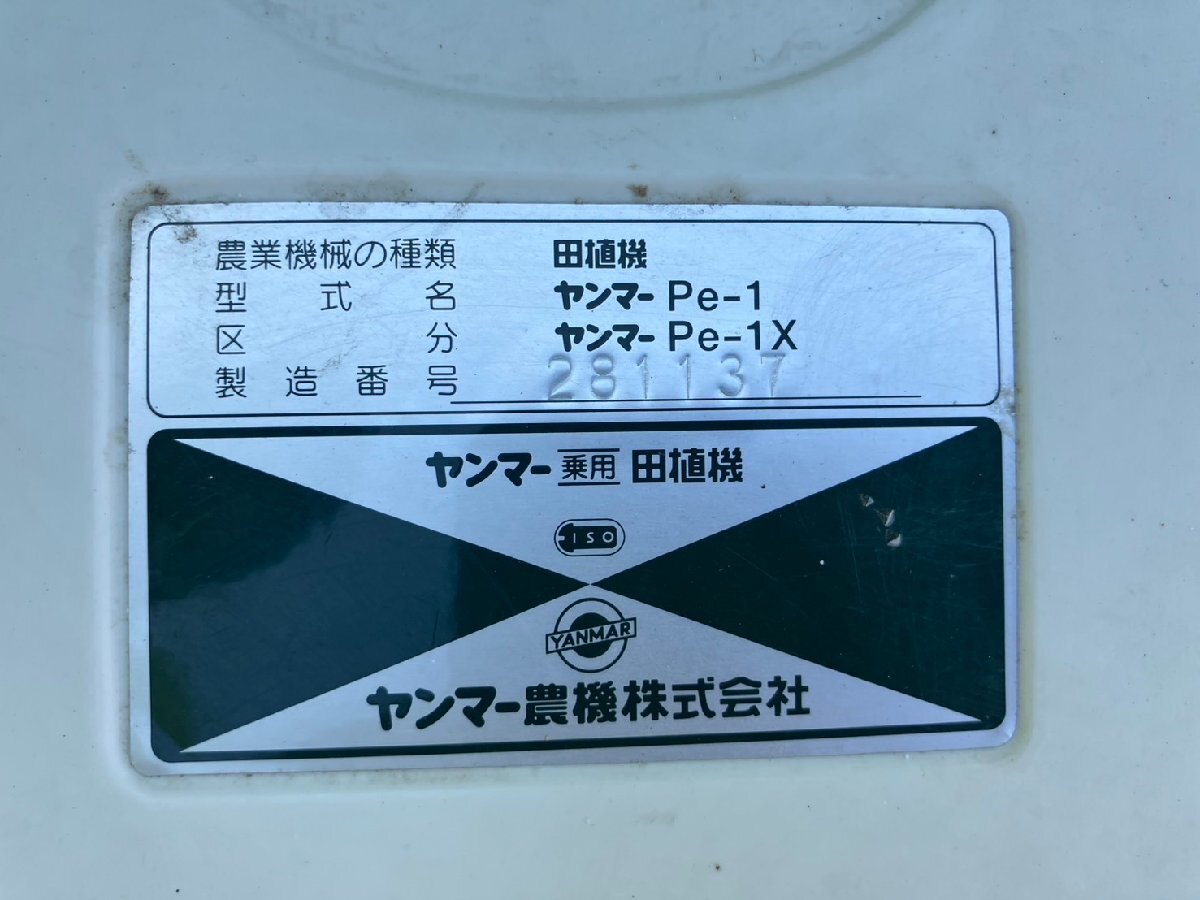 農業機械の種類 田植機
型式名 ヤンマー Pe-1
区分 ヤンマー Pe-1X
製造番号 281137
ヤンマー 乗用 田植機
ISO
YANMAR
ヤンマー農機株式会社